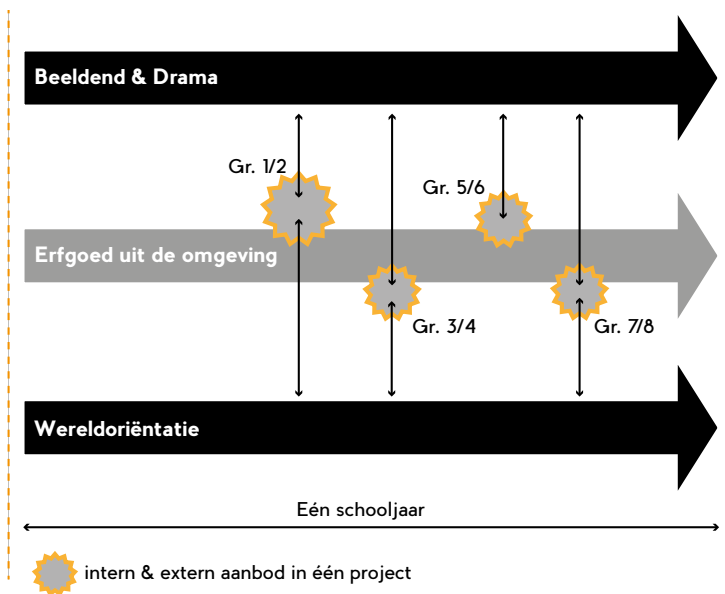 Beeldend & Drama
Gr. 1/2
Gr. 5/6
Erfgoed uit de omgeving
Gr. 3/4
Gr. 7/8
Wereldoriëntatie
Eén schooljaar
intern & extern aanbod in één project